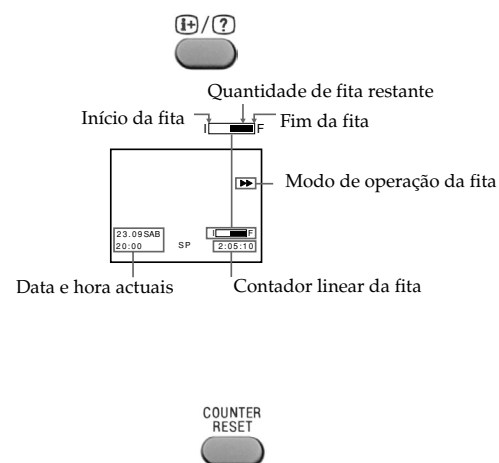 i+/?
Quantidade de fita restante
Início da fita
Fim da fita
I F
Modo de operação da fita
23.09SAB
I F
20:00 SP 2:05:10
Data e hora actuais
Contador linear da fita
COUNTER
RESET